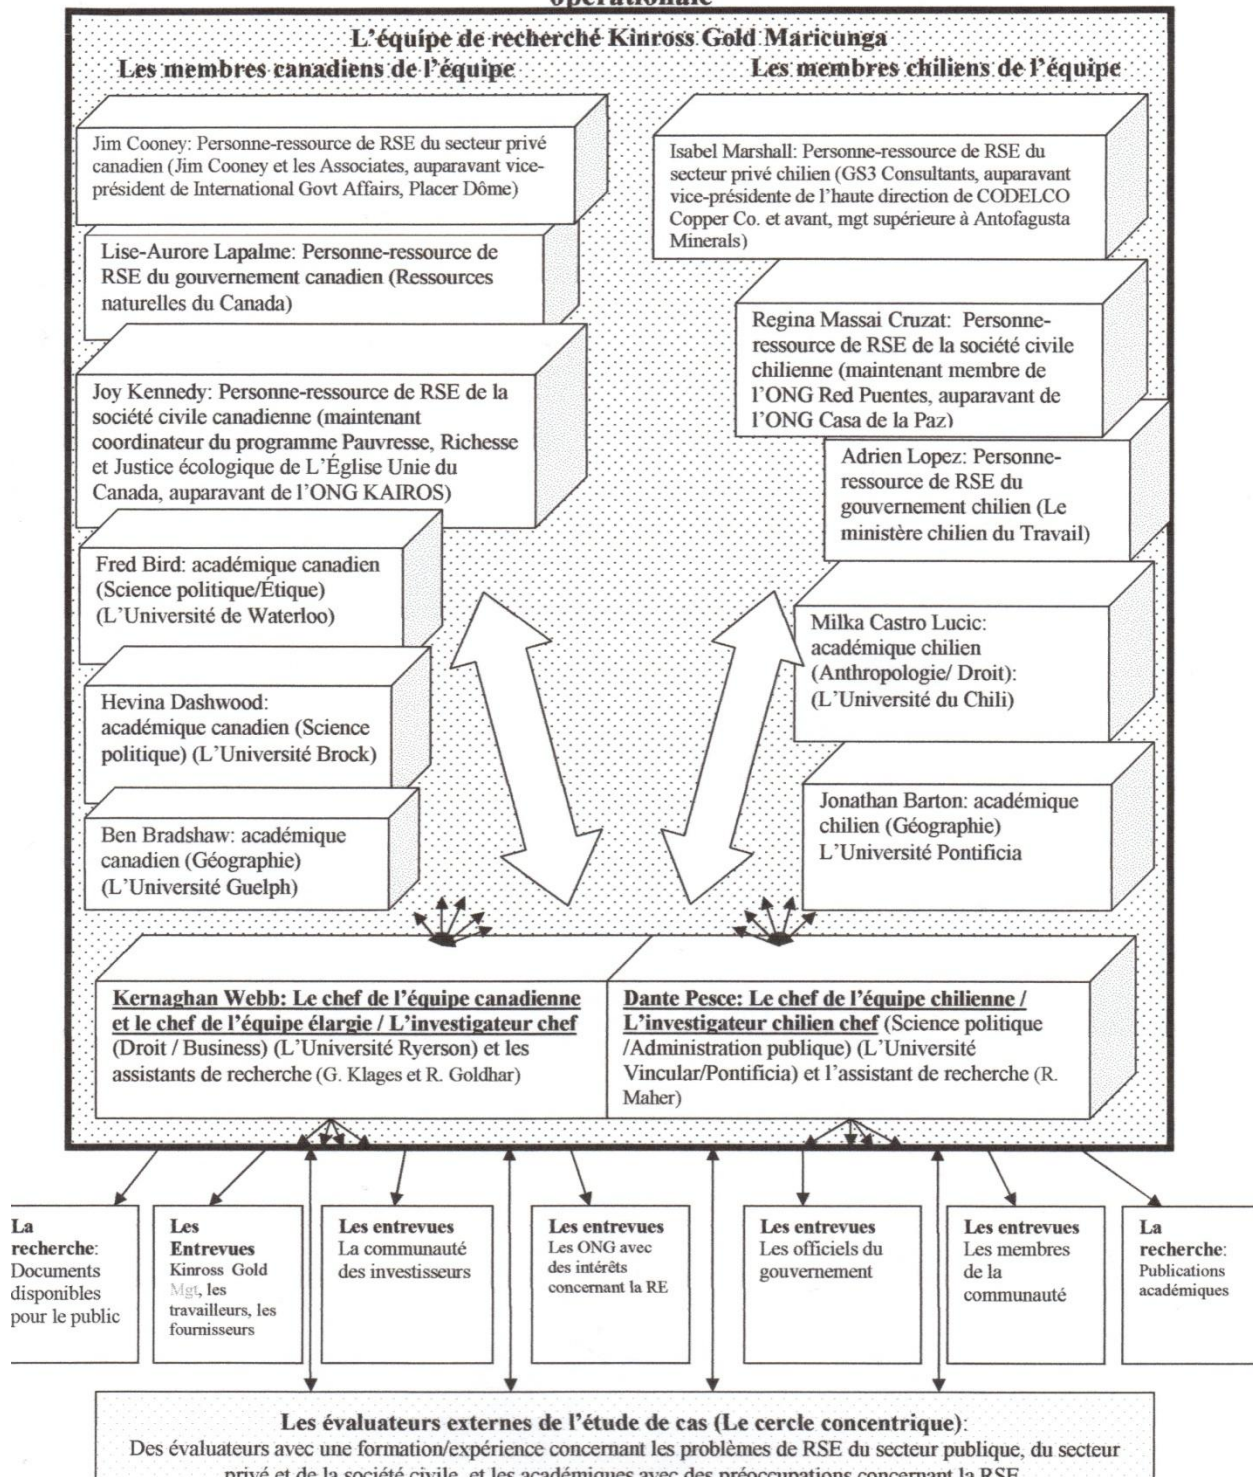 opérationale
L'équipe de recherché Kinross Gold Maricunga
Les membres canadiens de l'équipe
Les membres chiliens de l'équipe
Jim Cooney: Personne-ressource de RSE du secteur privé
canadien (Jim Cooney et les Associates, auparavant vice-
président de International Govt Affairs, Placer Dôme)
Lise-Aurore Lapalme: Personne-ressource de
RSE du gouvernement canadien (Ressources
naturelles du Canada)
Joy Kennedy: Personne-ressource de RSE de la
société civile canadienne (maintenant
coordinateur du programme Pauvresse, Richesse
et Justice écologique de L'Église Unie du
Canada, auparavant de l'ONG KAIROS)
Fred Bird: académique canadien
(Science politique/Étique)
(L'Université de Waterloo)
Hevina Dashwood:
académique canadien (Science
politique) (L'Université Brock)
Ben Bradshaw: académique
canadien (Géographie)
(L'Université Guelph)
Isabel Marshall: Personne-ressource de RSE du
secteur privé chilien (GS3 Consultants, auparavant
vice-présidente de l'haute direction de CODELCO
Copper Co. et avant, mgt supérieure à Antofagusta
Minerals)
Regina Massai Cruzat: Personne-
ressource de RSE de la société civile
chilienne (maintenant membre de
l'ONG Red Puentes, auparavant de
l'ONG Casa de la Paz)
Adrien Lopez: Personne-
ressource de RSE du
gouvernement chilien (Le
ministère chilien du Travail)
Milka Castro Lucic:
académique chilien
(Anthropologie/ Droit):
(L'Université du Chili)
Jonathan Barton: académique
chilien (Géographie)
L'Université Pontificia
Kernaghan Webb: Le chef de l'équipe canadienne
et le chef de l'équipe élargie / L'investigateur chef
(Droit / Business) (L'Université Ryerson) et les
assistants de recherche (G. Klages et R. Goldhar)
Dante Pesce: Le chef de l'équipe chilienne /
L'investigateur chilien chef (Science politique
/Administration publique) (L'Université
Vincular/Pontificia) et l'assistant de recherche (R.
Maher)
La
recherche:
Documents
disponibles
pour le public
Les
Entrevues
Kinross Gold
Mgt, les
travailleurs, les
fournisseurs
Les entrevues
La communauté
des investisseurs
Les entrevues
Les ONG avec
des intérêts
concernant la RE
Les entrevues
Les officiels du
gouvernement
Les entrevues
Les membres
de la
communauté
La
recherche:
Publications
académiques
Les évaluateurs externes de l'étude de cas (Le cercle concentrique):
Des évaluateurs avec une formation/expérience concernant les problèmes de RSE du secteur publique, du secteur
privé et de la société civile, et les académiques avec des préoccupations concernant la RSE